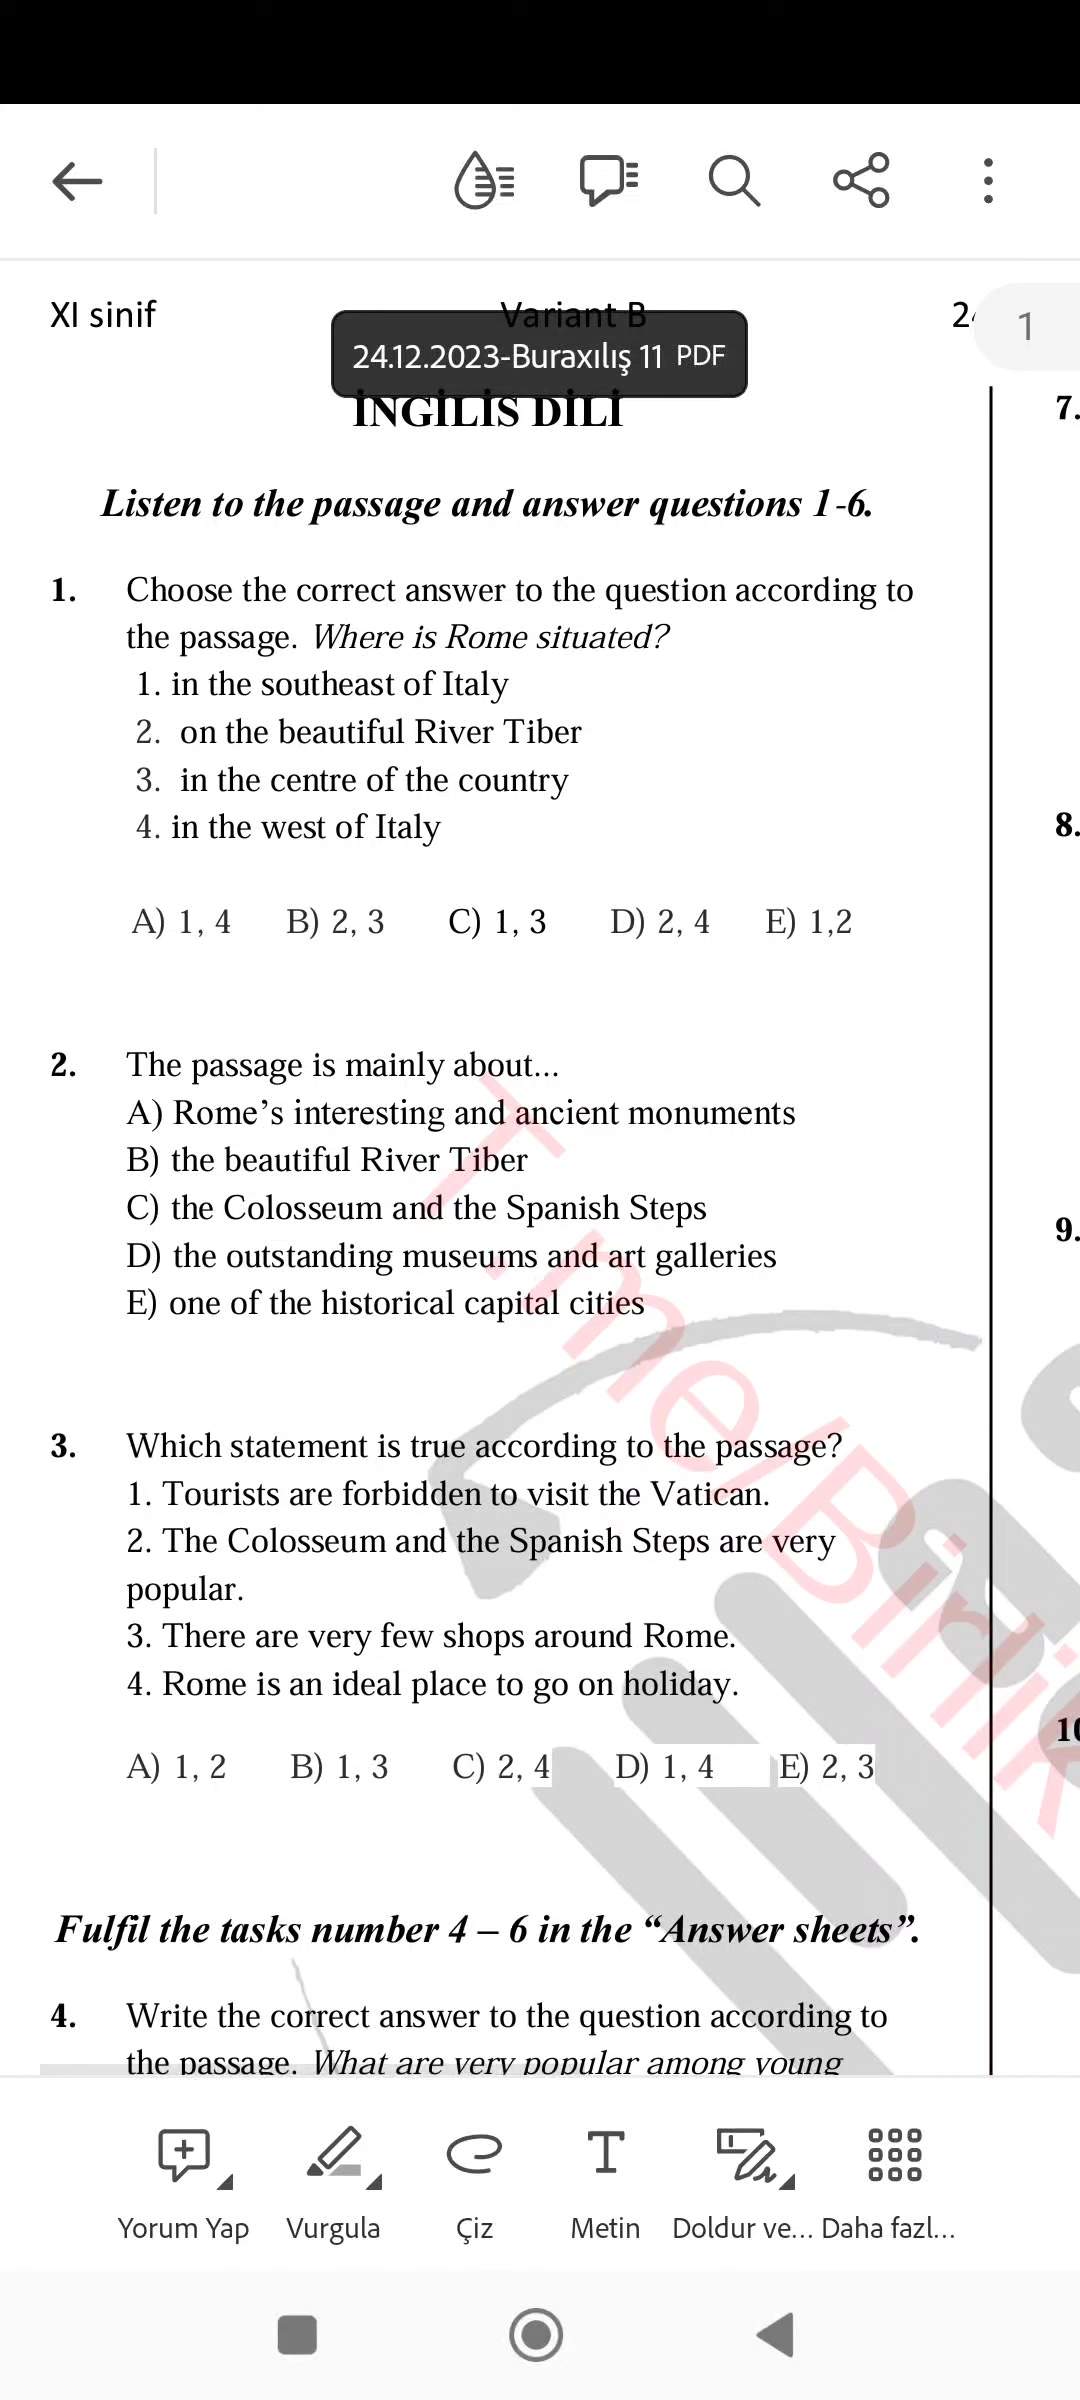 XI sinif
Variant B
1
24.12.2023-Buraxılış 11 PDF
İNGİLİS DİLİ
Listen to the passage and answer questions 1-6.
1. Choose the correct answer to the question according to
the passage. Where is Rome situated?
1. in the southeast of Italy
2. on the beautiful River Tiber
3. in the centre of the country
4. in the west of Italy
A) 1, 4 B) 2, 3 C) 1, 3 D) 2, 4 E) 1,2
2. The passage is mainly about...
A) Rome’s interesting and ancient monuments
B) the beautiful River Tiber
C) the Colosseum and the Spanish Steps
D) the outstanding museums and art galleries
E) one of the historical capital cities
3. Which statement is true according to the passage?
1. Tourists are forbidden to visit the Vatican.
2. The Colosseum and the Spanish Steps are very
popular.
3. There are very few shops around Rome.
4. Rome is an ideal place to go on holiday.
A) 1, 2 B) 1, 3 C) 2, 4 D) 1, 4 E) 2, 3
Fulfil the tasks number 4 – 6 in the “Answer sheets”.
4. Write the correct answer to the question according to
the passage. What are very popular among young
7.
8.
9.
10
T.me/Birlik
Yorum Yap Vurgula Çiz Metin Doldur ve... Daha fazl...